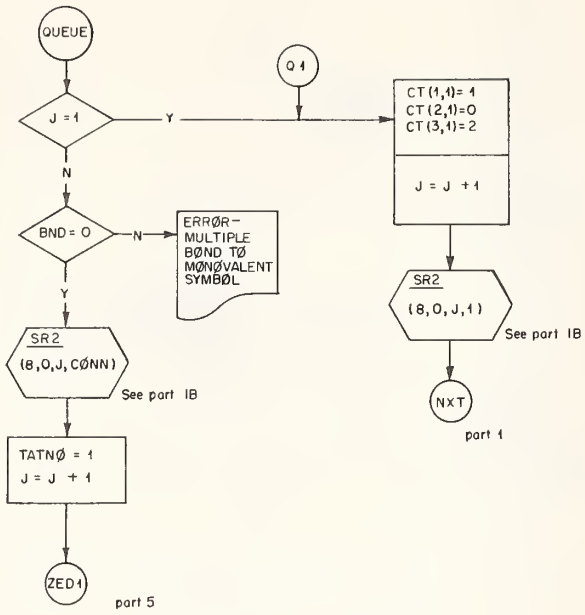 QUEUE
Q1
J = 1
Y
CT(1,1)= 1
CT(2,1)=0
CT(3,1)=2
J = J +1
N
BND= 0
N
ERRØR-
MULTIPLE
BØND TØ
MØNØVALENT
SYMBØL
Y
SR2
(8,0,J,1)
See part 1B
SR2
(8,0,J,CØNN)
See part 1B
NXT
part 1
TATNØ = 1
J = J + 1
ZED1
part 5